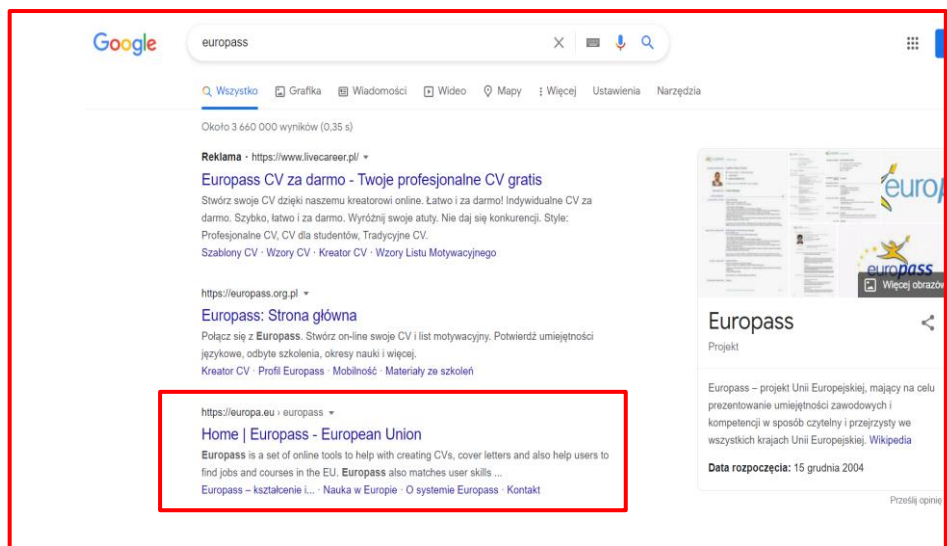 Google
europass
Wszystko Grafika Wiadomości Wideo Mapy Więcej Ustawienia Narzędzia
Około 3 660 000 wyników (0,35 s)
Reklama · https://www.livecareer.pl/
Europass CV za darmo - Twoje profesjonalne CV gratis
Stwórz swoje CV dzięki naszemu kreatorowi online. Łatwo i za darmo! Indywidualne CV za
darmo. Szybko, łatwo i za darmo. Wyróżnij swoje atuty. Nie daj się konkurencji. Style:
Profesjonalne CV, CV dla studentów, Tradycyjne CV.
Szablony CV · Wzory CV · Kreator CV · Wzory Listu Motywacyjnego
https://europass.org.pl
Europass: Strona główna
Połącz się z Europass. Stwórz on-line swoje CV i list motywacyjny. Potwierdź umiejętności
językowe, odbyte szkolenia, okresy nauki i więcej.
Kreator CV · Profil Europass · Mobilność · Materiały ze szkoleń
https://europa.eu › europass
Home | Europass - European Union
Europass is a set of online tools to help with creating CVs, cover letters and also help users to
find jobs and courses in the EU. Europass also matches user skills ...
Europass – kształcenie i... · Nauka w Europie · O systemie Europass · Kontakt
europ
europass
Więcej obrazów
Europass
Projekt
Europass – projekt Unii Europejskiej, mający na celu
prezentowanie umiejętności zawodowych i
kompetencji w sposób czytelny i przejrzysty we
wszystkich krajach Unii Europejskiej. Wikipedia
Data rozpoczęcia: 15 grudnia 2004
Prześlij opinię